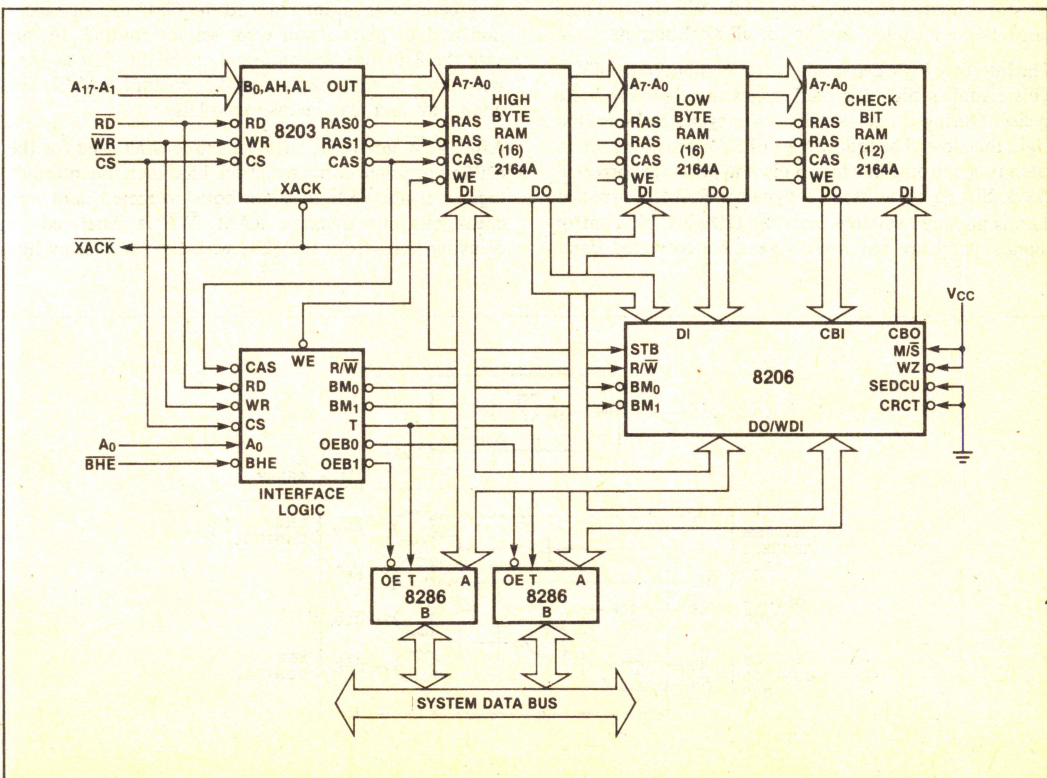 A17-A1
RD
WR
CS
B0,AH,AL OUT
RD
WR
CS
8203
RAS0
RAS1
CAS
XACK
A7-A0
RAS
RAS
CAS
WE
HIGH
BYTE
RAM
(16)
2164A
DI
DO
A7-A0
RAS
RAS
CAS
WE
LOW
BYTE
RAM
(16)
2164A
DI
DO
A7-A0
RAS
RAS
CAS
WE
CHECK
BIT
RAM
(12)
2164A
DO
DI
XACK
VCC
DI
CBI
CBO
STB
R/W
BM0
BM1
8206
M/S
WZ
SEDCU
CRCT
DO/WDI
WE
CAS
RD
WR
CS
A0
BHE
R/W
BM0
BM1
T
OEB0
OEB1
A0
BHE
INTERFACE
LOGIC
OE T A
8286
B
OE T A
8286
B
SYSTEM DATA BUS